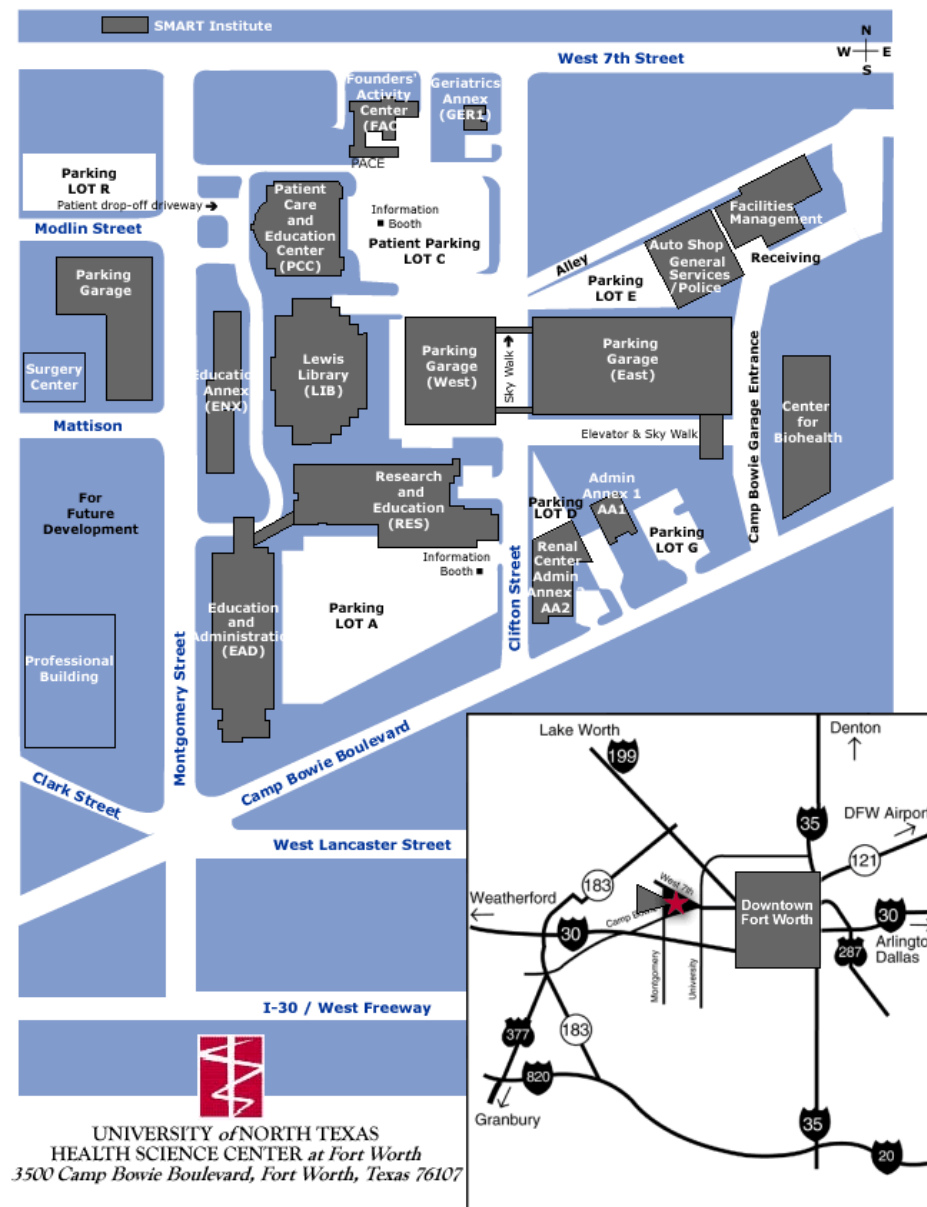 SMART Institute
N
W E
S
West 7th Street
Founders'
Activity
Center
(FAC
PACE
Geriatrics
Annex
(GER1)
Parking
LOT R
Patient drop-off driveway →
Modlin Street
Patient
Care
and
Education
Center
(PCC)
Information
Booth
Patient Parking
LOT C
Facilities
Management
Auto Shop
General
Services
/Police
Receiving
Alley
Parking
LOT E
Parking
Garage
Surgery
Center
Mattison
Educatio
Annex
(ENX)
Lewis
Library
(LIB)
Parking
Garage
(West)
Sky Walk →
Parking
Garage
(East)
Elevator & Sky Walk
Camp Bowie Garage Entrance
Center
for
Biohealth
For
Future
Development
Research
and
Education
(RES)
Information
Booth
Admin
Annex 1
AA1
Parking
LOT D
Parking
LOT G
Renal
Center
Admin
Annex 2
AA2
Clifton Street
Education
and
Administratio
(EAD)
Parking
LOT A
Professional
Building
Montgomery Street
Clark Street
Camp Bowie Boulevard
West Lancaster Street
I-30 / West Freeway
Lake Worth
199
Denton
35
DFW Airport
121
183
West 7th
Weatherford
Camp Bowie
30
Downtown
Fort Worth
30
Arlington
Dallas
287
Montgomery
University
377
183
820
Granbury
35
20
UNIVERSITY of NORTH TEXAS
HEALTH SCIENCE CENTER at Fort Worth
3500 Camp Bowie Boulevard, Fort Worth, Texas 76107